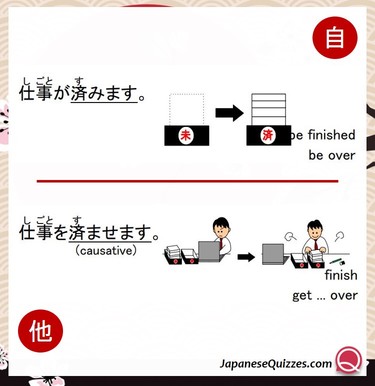 自
しごと す
仕事が済みます。
未 済
be finished
be over
しごと す
仕事を済ませます。
(causative)
finish
get ... over
他
JapaneseQuizzes.com